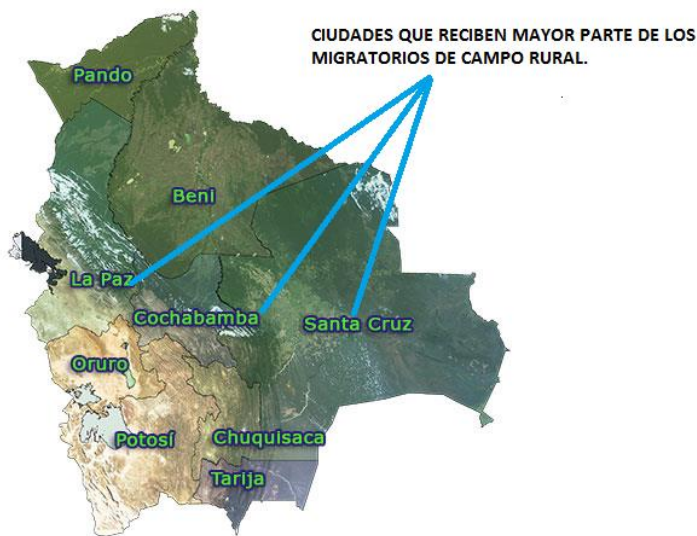 CIUDADES QUE RECIBEN MAYOR PARTE DE LOS
MIGRATORIOS DE CAMPO RURAL.
Pando
Beni
La Paz
Cochabamba
Santa Cruz
Oruro
Potosí
Chuquisaca
Tarija